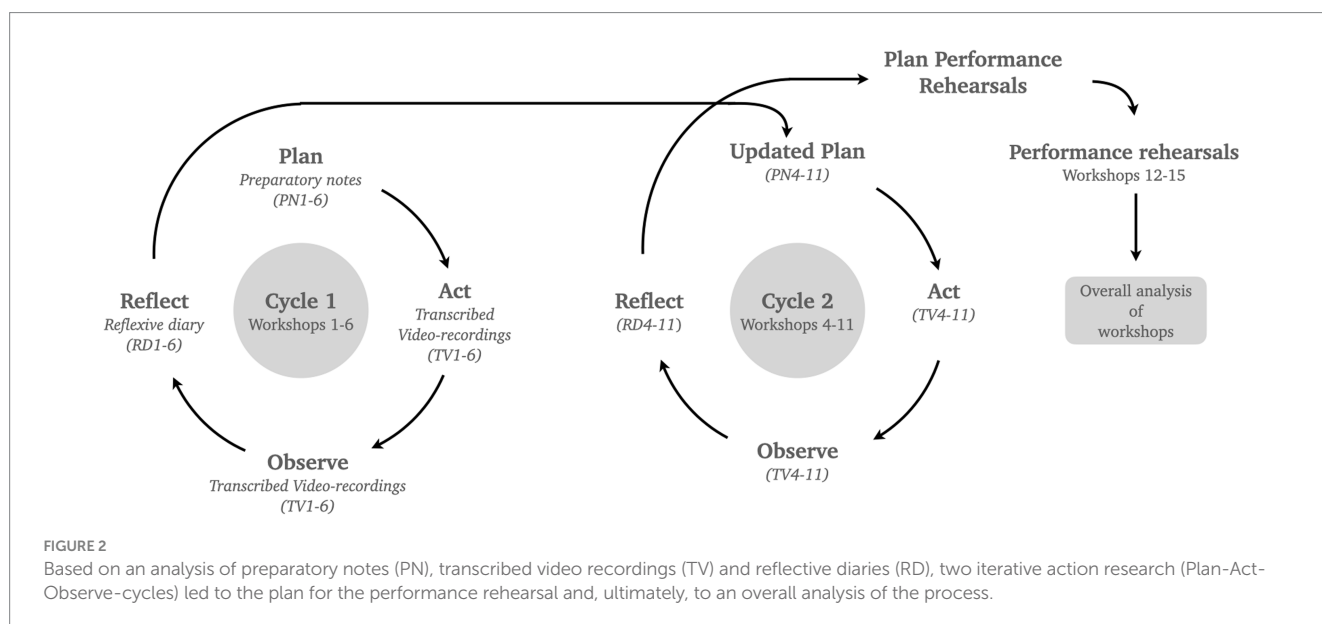 Plan Performance
Rehearsals
Plan
Preparatory notes
(PN1-6)
Updated Plan
(PN4-11)
Performance rehearsals
Workshops 12-15
Reflect
Reflexive diary
(RD1-6)
Cycle 1
Workshops 1-6
Act
Transcribed
Video-recordings
(TV1-6)
Reflect
(RD4-11)
Cycle 2
Workshops 4-11
Act
(TV4-11)
Overall analysis
of
workshops
Observe
Transcribed Video-recordings
(TV1-6)
Observe
(TV4-11)
FIGURE 2
Based on an analysis of preparatory notes (PN), transcribed video recordings (TV) and reflective diaries (RD), two iterative action research (Plan-Act-
Observe-cycles) led to the plan for the performance rehearsal and, ultimately, to an overall analysis of the process.